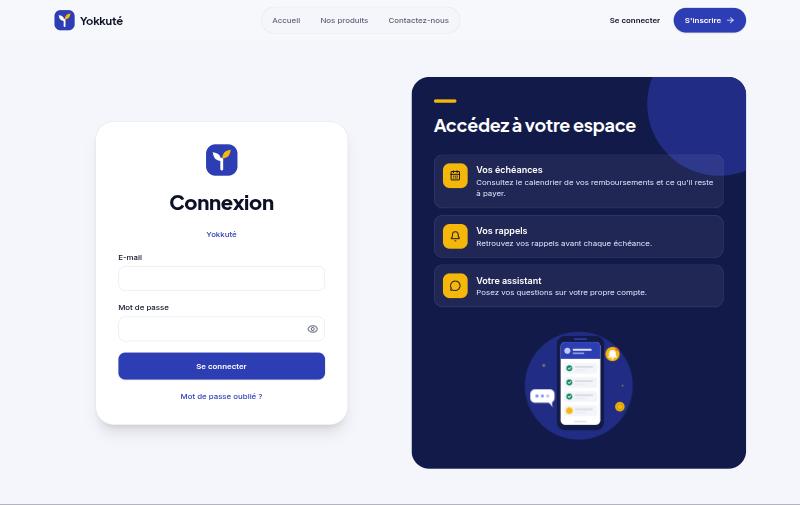 Yokkuté
Accueil
Nos produits
Contactez-nous
Se connecter
S'inscrire
Connexion
Yokkuté
E-mail
Mot de passe
Se connecter
Mot de passe oublié ?
Accédez à votre espace
Vos échéances
Consultez le calendrier de vos remboursements et ce qu'il reste
à payer.
Vos rappels
Retrouvez vos rappels avant chaque échéance.
Votre assistant
Posez vos questions sur votre propre compte.